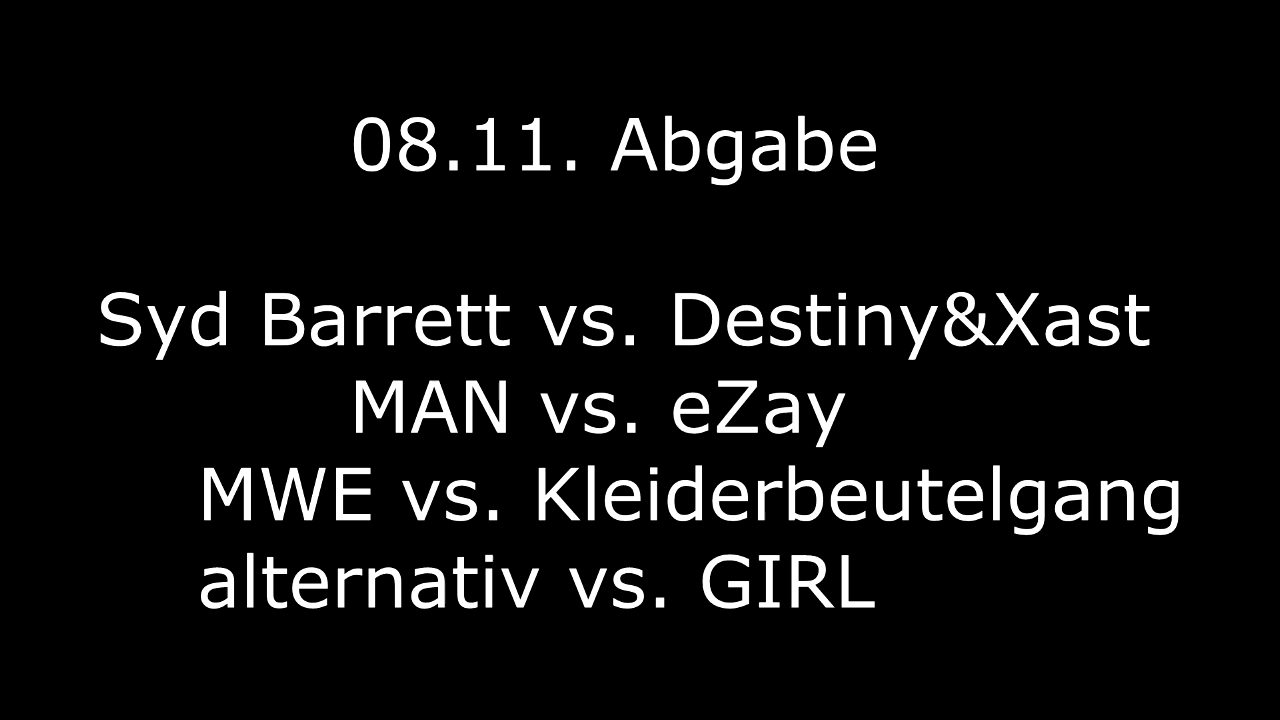 08.11. Abgabe
Syd Barrett vs. Destiny&Xast
MAN vs. eZay
MWE vs. Kleiderbeutelgang
alternativ vs. GIRL